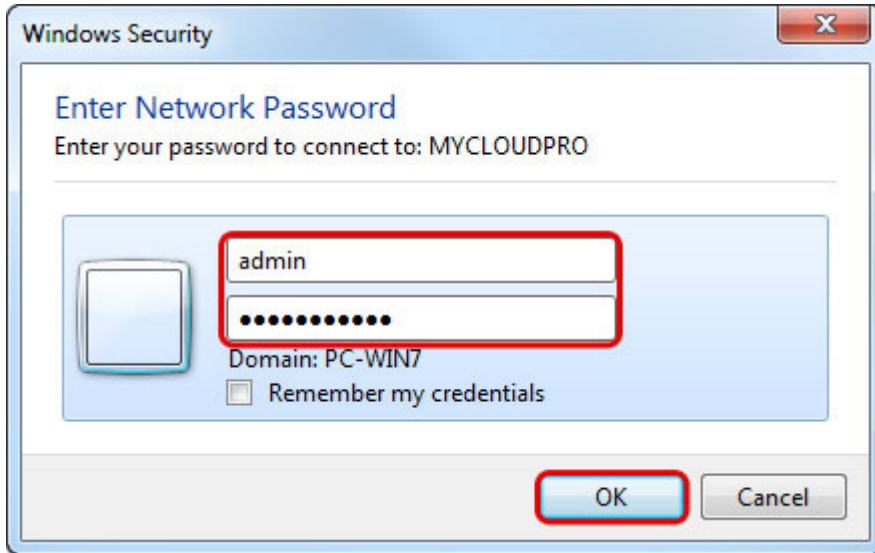 Windows Security
Enter Network Password
Enter your password to connect to: MYCLOUDPRO
admin
●●●●●●●●●●●
Domain: PC-WIN7
Remember my credentials
OK
Cancel